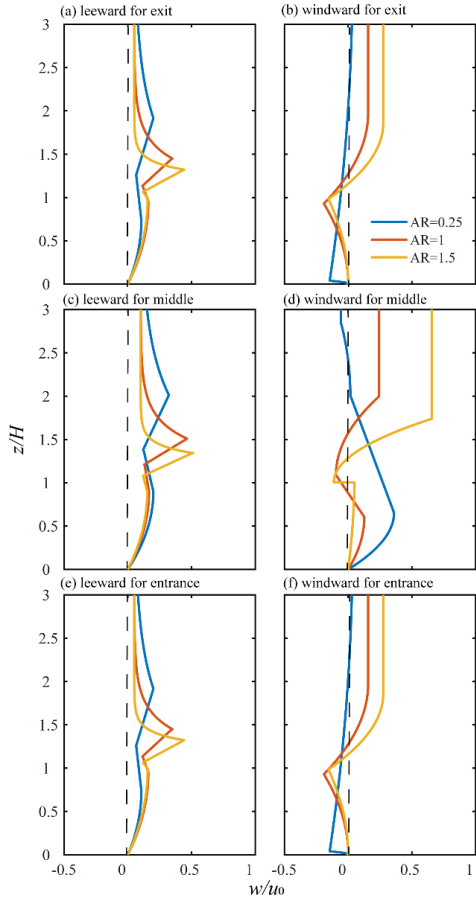 (a) leeward for exit
(b) windward for exit
3
2.5
2
1.5
1
0.5
0
AR=0.25
AR=1
AR=1.5
(c) leeward for middle
(d) windward for middle
z/H
3
2.5
2
1.5
1
0.5
0
(e) leeward for entrance
(f) windward for entrance
3
2.5
2
1.5
1
0.5
0
-0.5 0 0.5 1
-0.5 0 0.5 1
w/u₀